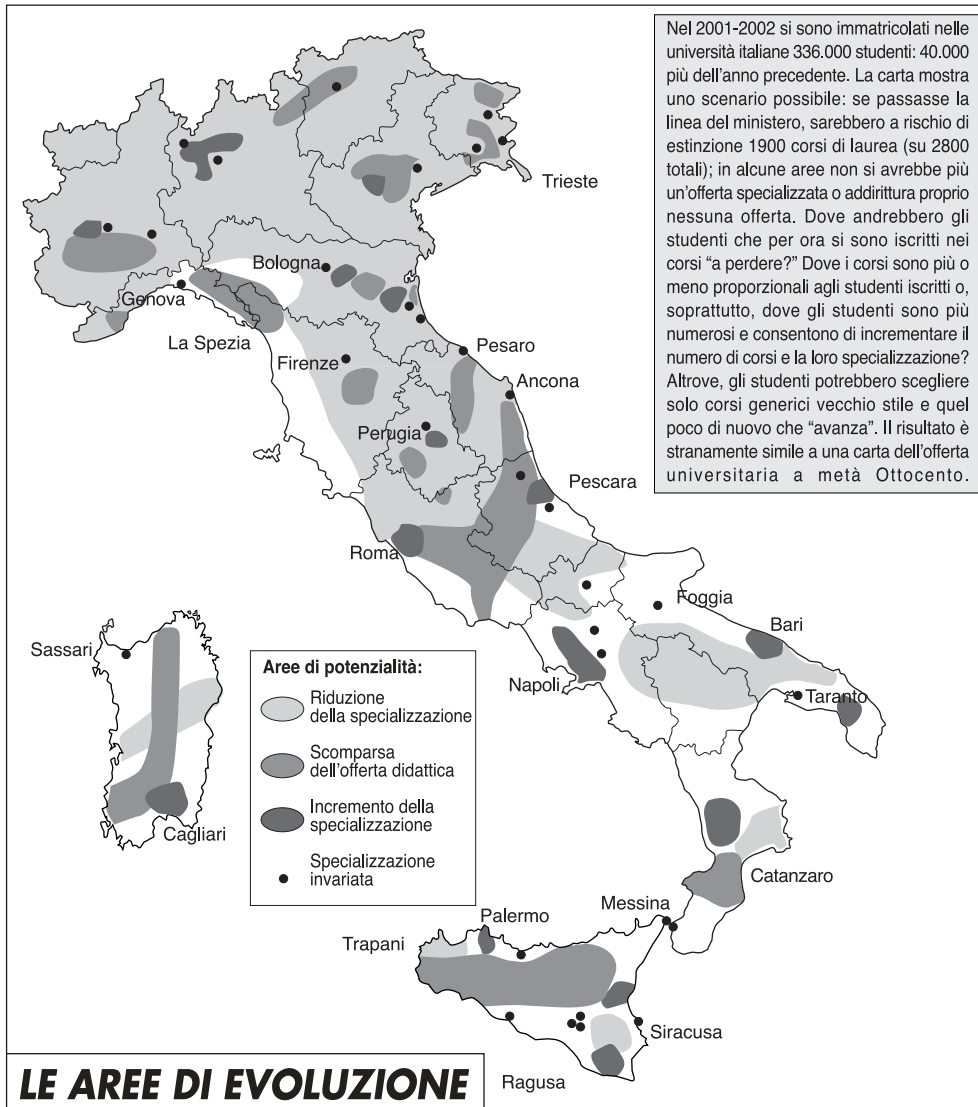 Nel 2001-2002 si sono immatricolati nelle
università italiane 336.000 studenti: 40.000
più dell'anno precedente. La carta mostra
uno scenario possibile: se passasse la
linea del ministero, sarebbero a rischio di
estinzione 1900 corsi di laurea (su 2800
totali); in alcune aree non si avrebbe più
un'offerta specializzata o addirittura proprio
nessuna offerta. Dove andrebbero gli
studenti che per ora si sono iscritti nei
corsi "a perdere?" Dove i corsi sono più o
meno proporzionali agli studenti iscritti o,
soprattutto, dove gli studenti sono più
numerosi e consentono di incrementare il
numero di corsi e la loro specializzazione?
Altrove, gli studenti potrebbero scegliere
solo corsi generici vecchio stile e quel
poco di nuovo che "avanza". Il risultato è
stranamente simile a una carta dell'offerta
universitaria a metà Ottocento.
Trieste
Bologna
Genova
La Spezia
Firenze
Pesaro
Ancona
Perugia
Pescara
Roma
Foggia
Bari
Napoli
Taranto
Sassari
Cagliari
Aree di potenzialità:
Riduzione
della specializzazione
Scomparsa
dell'offerta didattica
Incremento della
specializzazione
Specializzazione
invariata
Catanzaro
Messina
Palermo
Trapani
Siracusa
Ragusa
LE AREE DI EVOLUZIONE